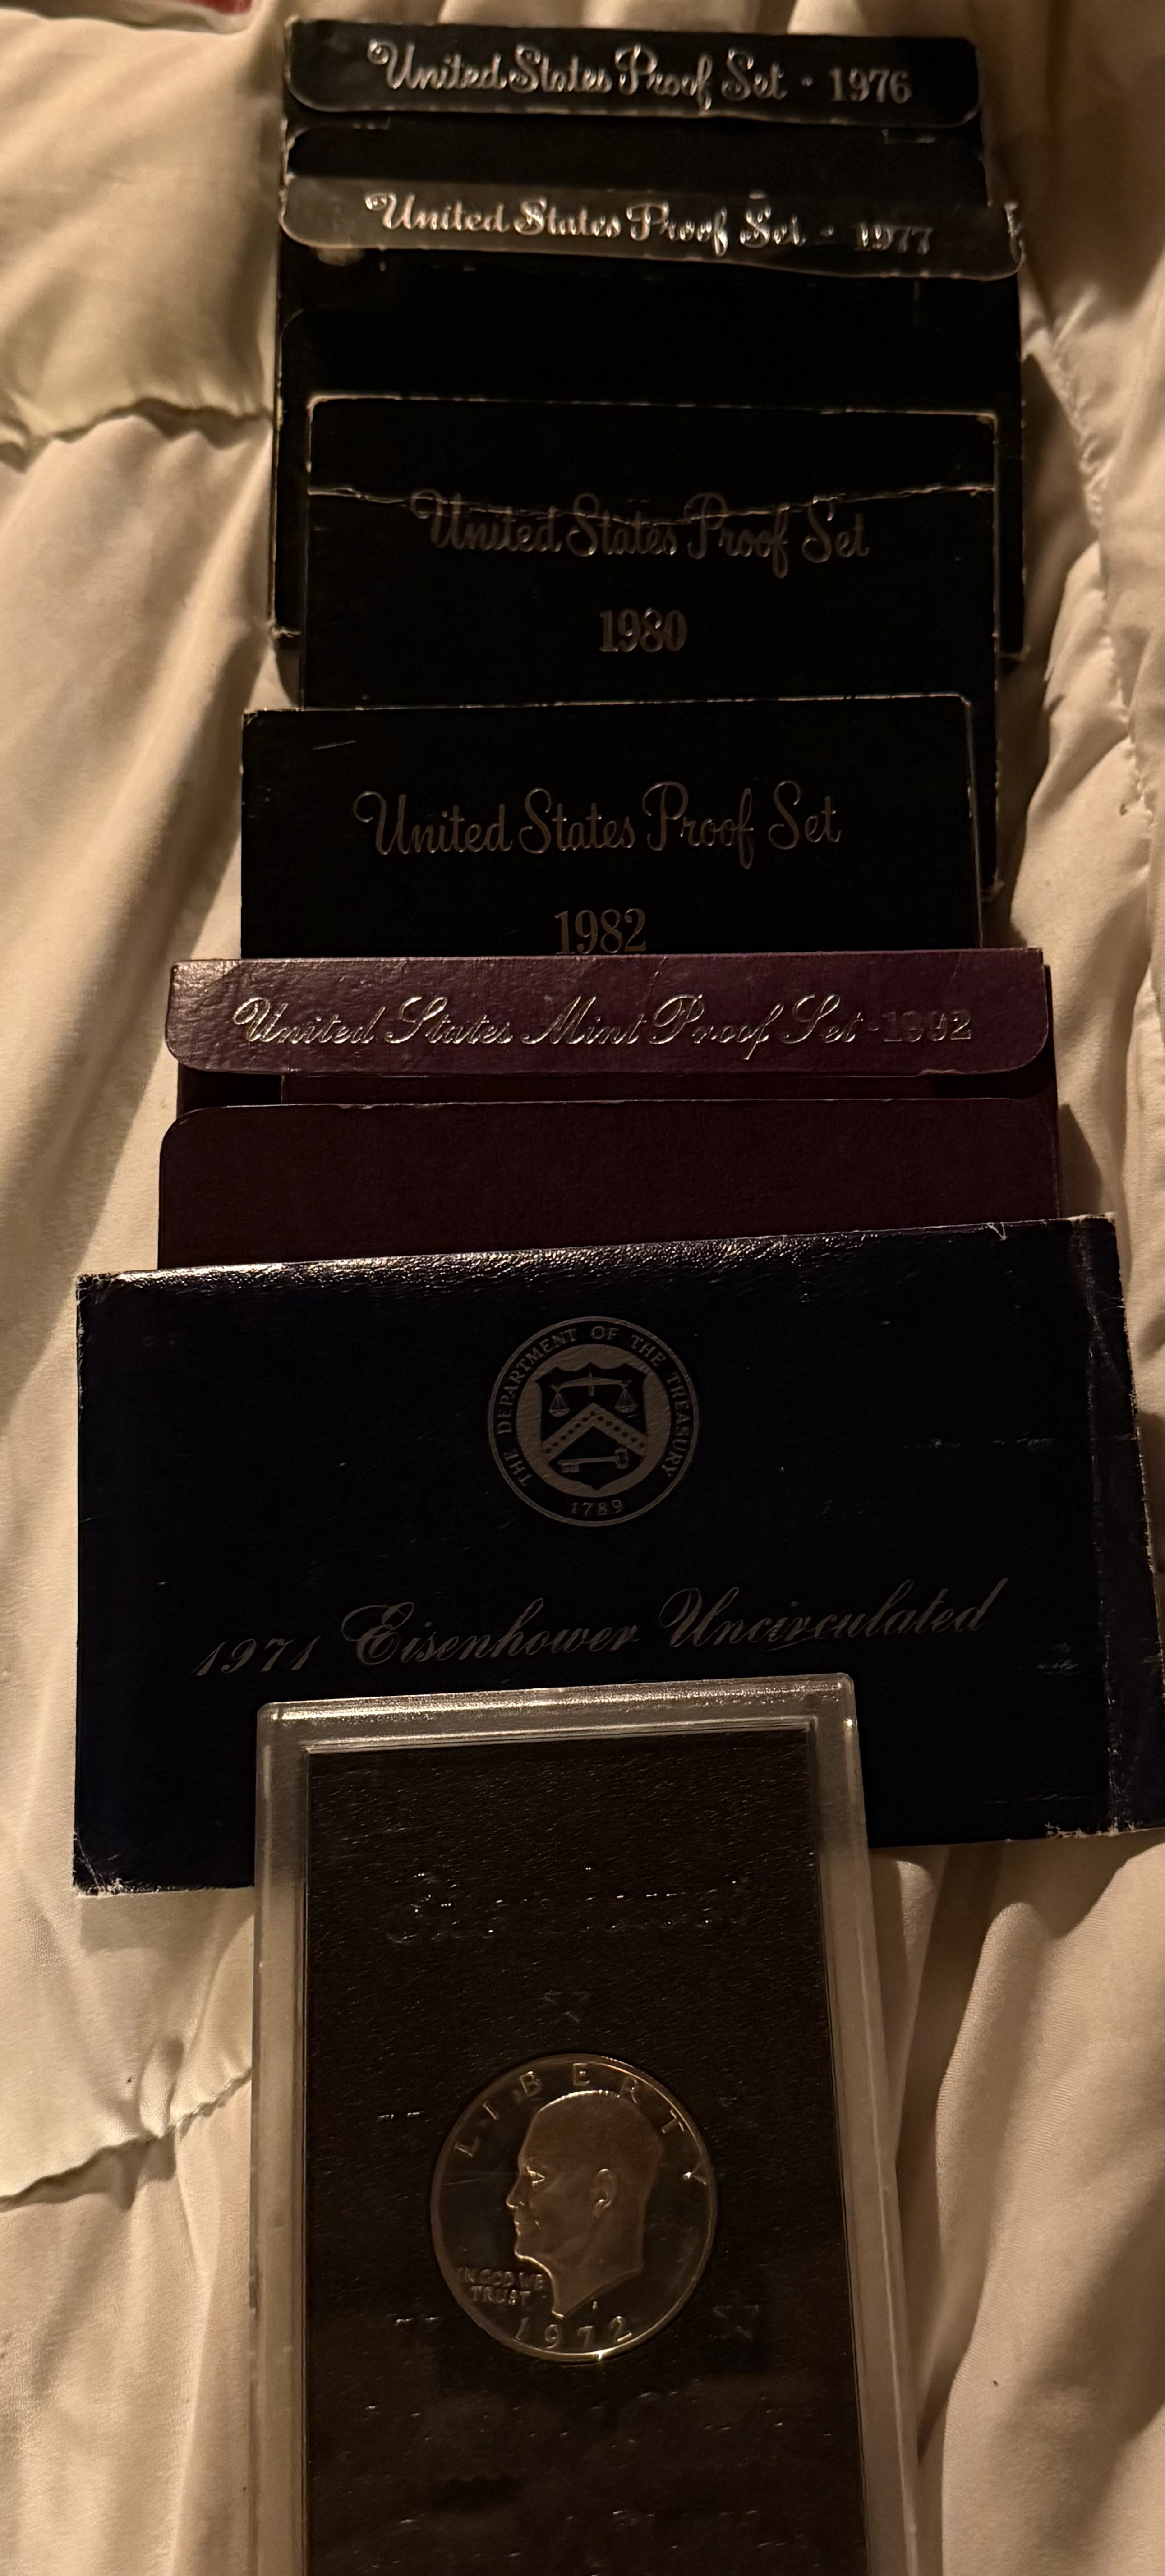 United States Proof Set · 1976
United States Proof Set - 1977
United States Proof Set
1980
United States Proof Set
1982
United States Mint Proof Set - 1992
THE DEPARTMENT OF THE TREASURY
1789
1971 Eisenhower Uncirculated
LIBERTY
IN GOD WE
TRUST
1972